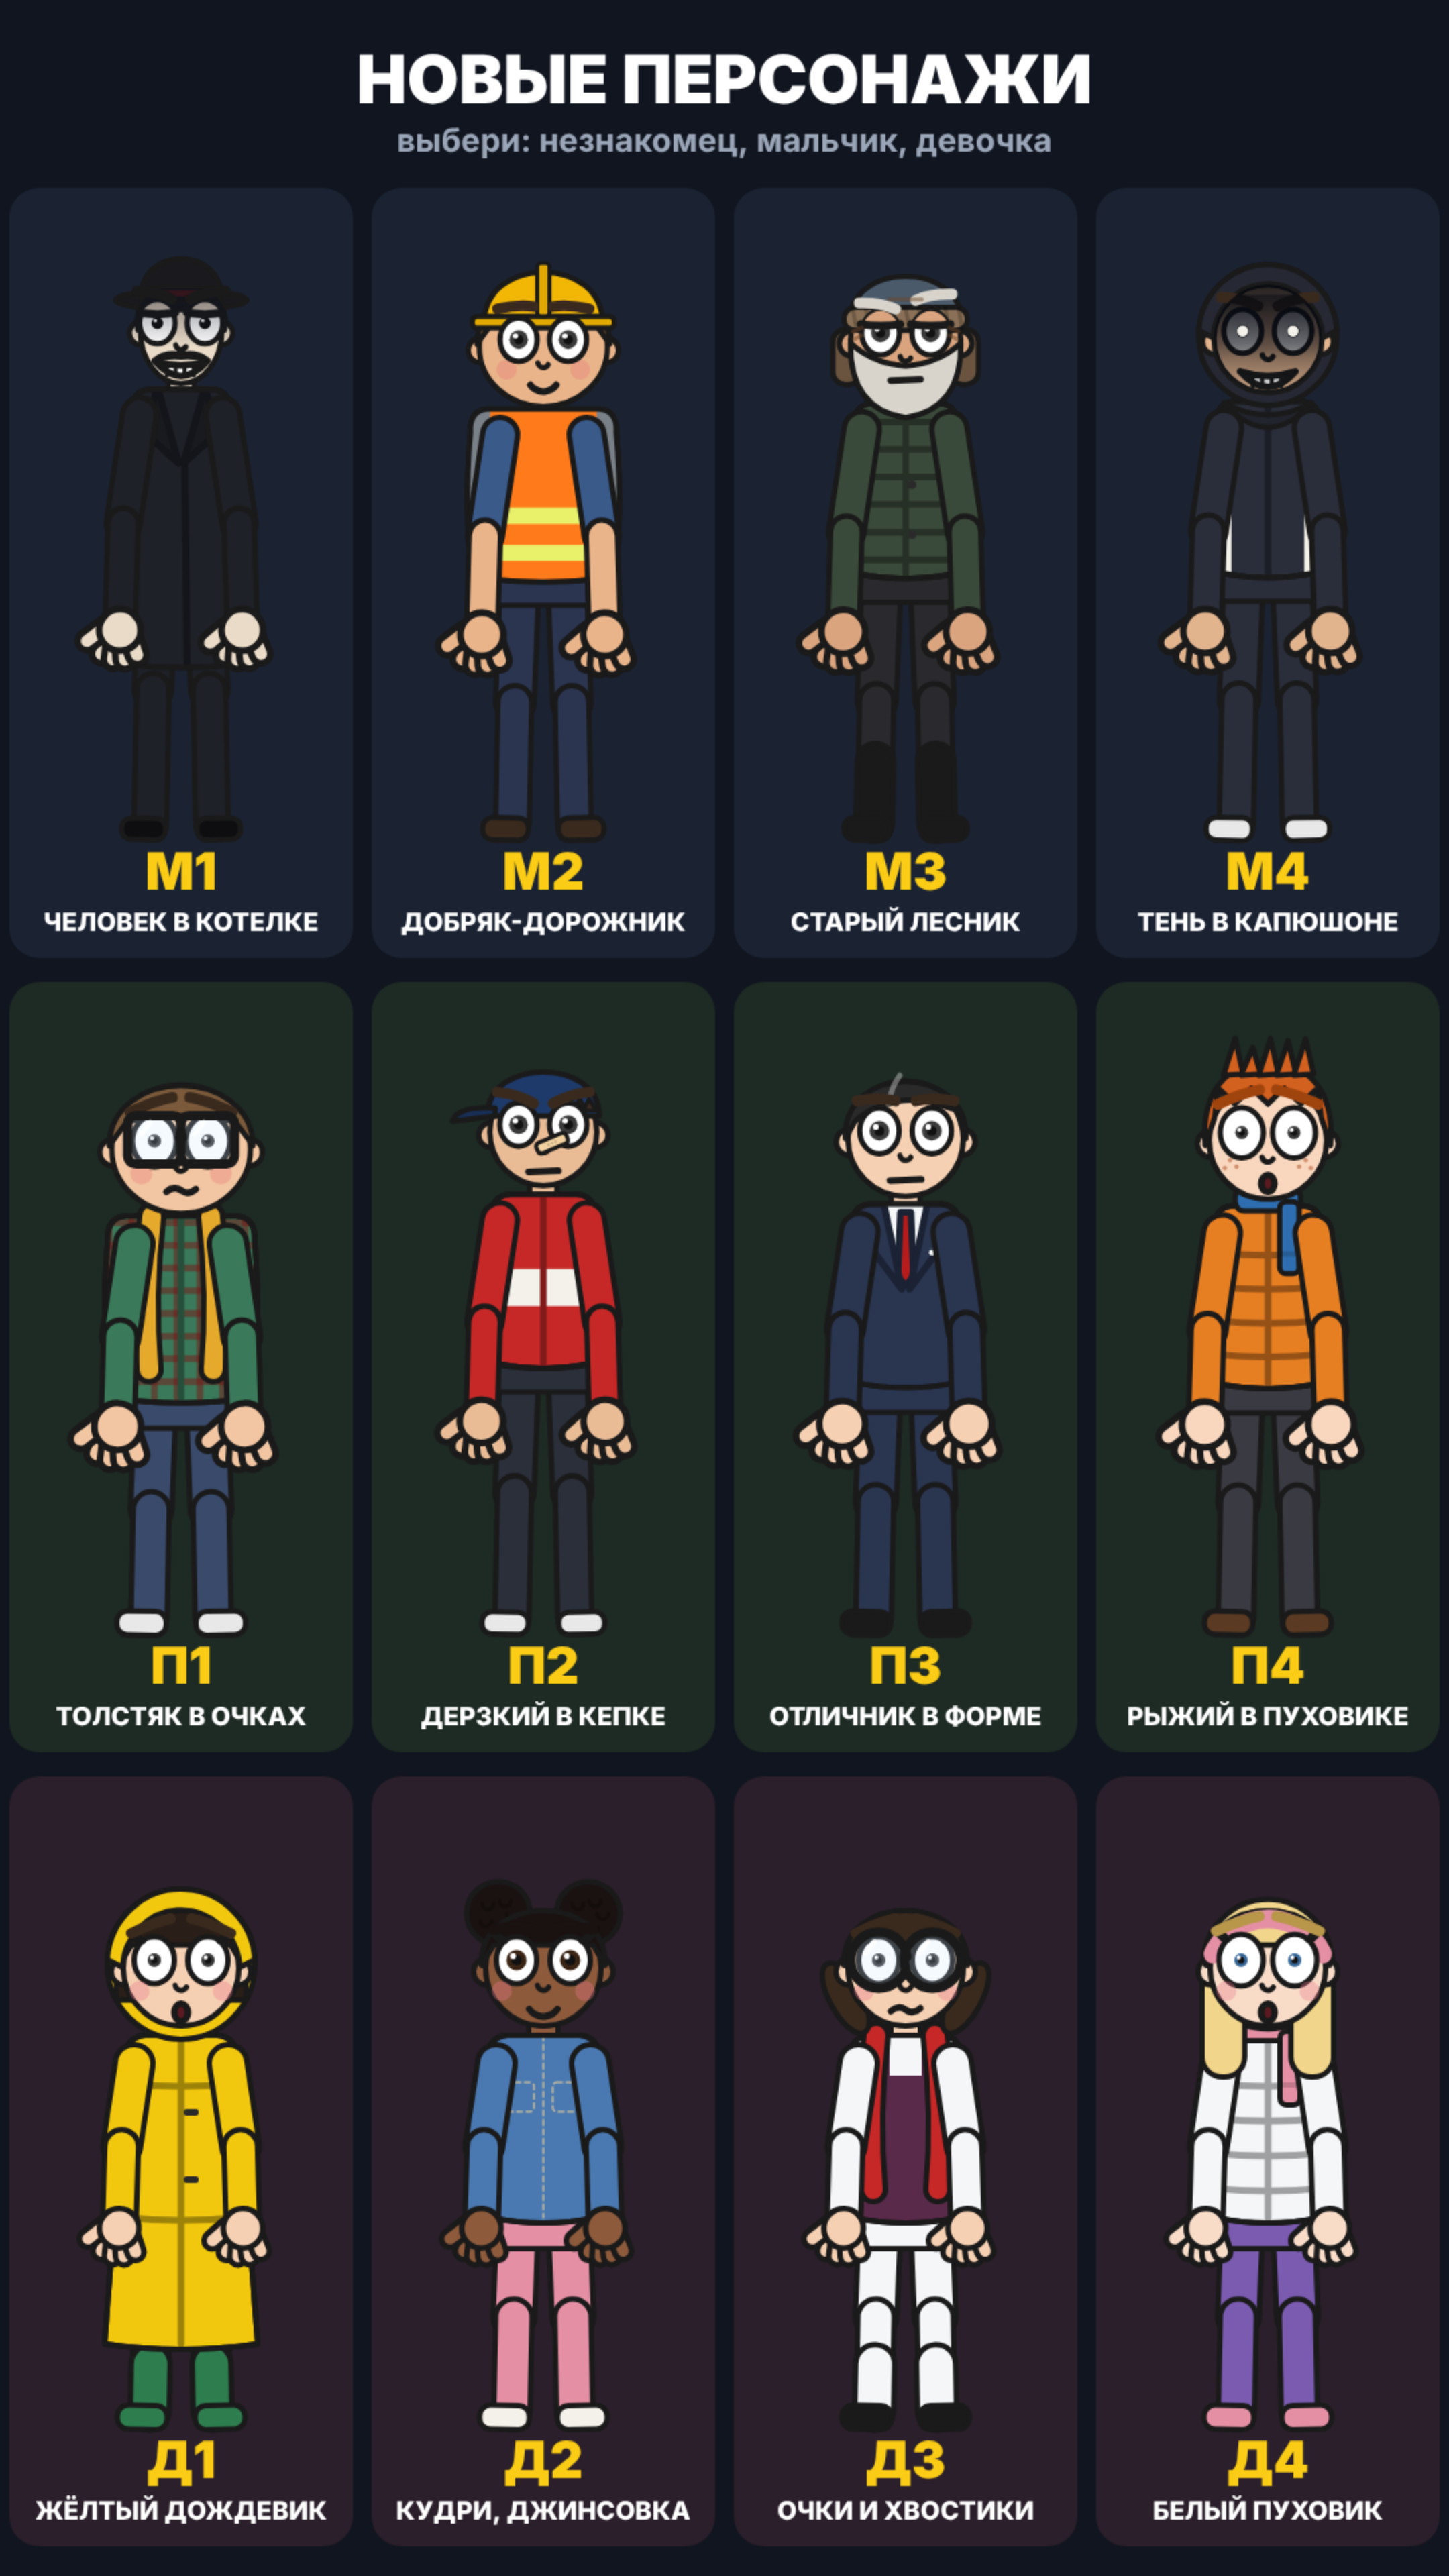 НОВЫЕ ПЕРСОНАЖИ
выбери: незнакомец, мальчик, девочка
М1
ЧЕЛОВЕК В КОТЕЛКЕ
М2
ДОБРЯК-ДОРОЖНИК
М3
СТАРЫЙ ЛЕСНИК
М4
ТЕНЬ В КАПЮШОНЕ
П1
ТОЛСТЯК В ОЧКАХ
П2
ДЕРЗКИЙ В КЕПКЕ
П3
ОТЛИЧНИК В ФОРМЕ
П4
РЫЖИЙ В ПУХОВИКЕ
Д1
ЖЁЛТЫЙ ДОЖДЕВИК
Д2
КУДРИ, ДЖИНСОВКА
Д3
ОЧКИ И ХВОСТИКИ
Д4
БЕЛЫЙ ПУХОВИК